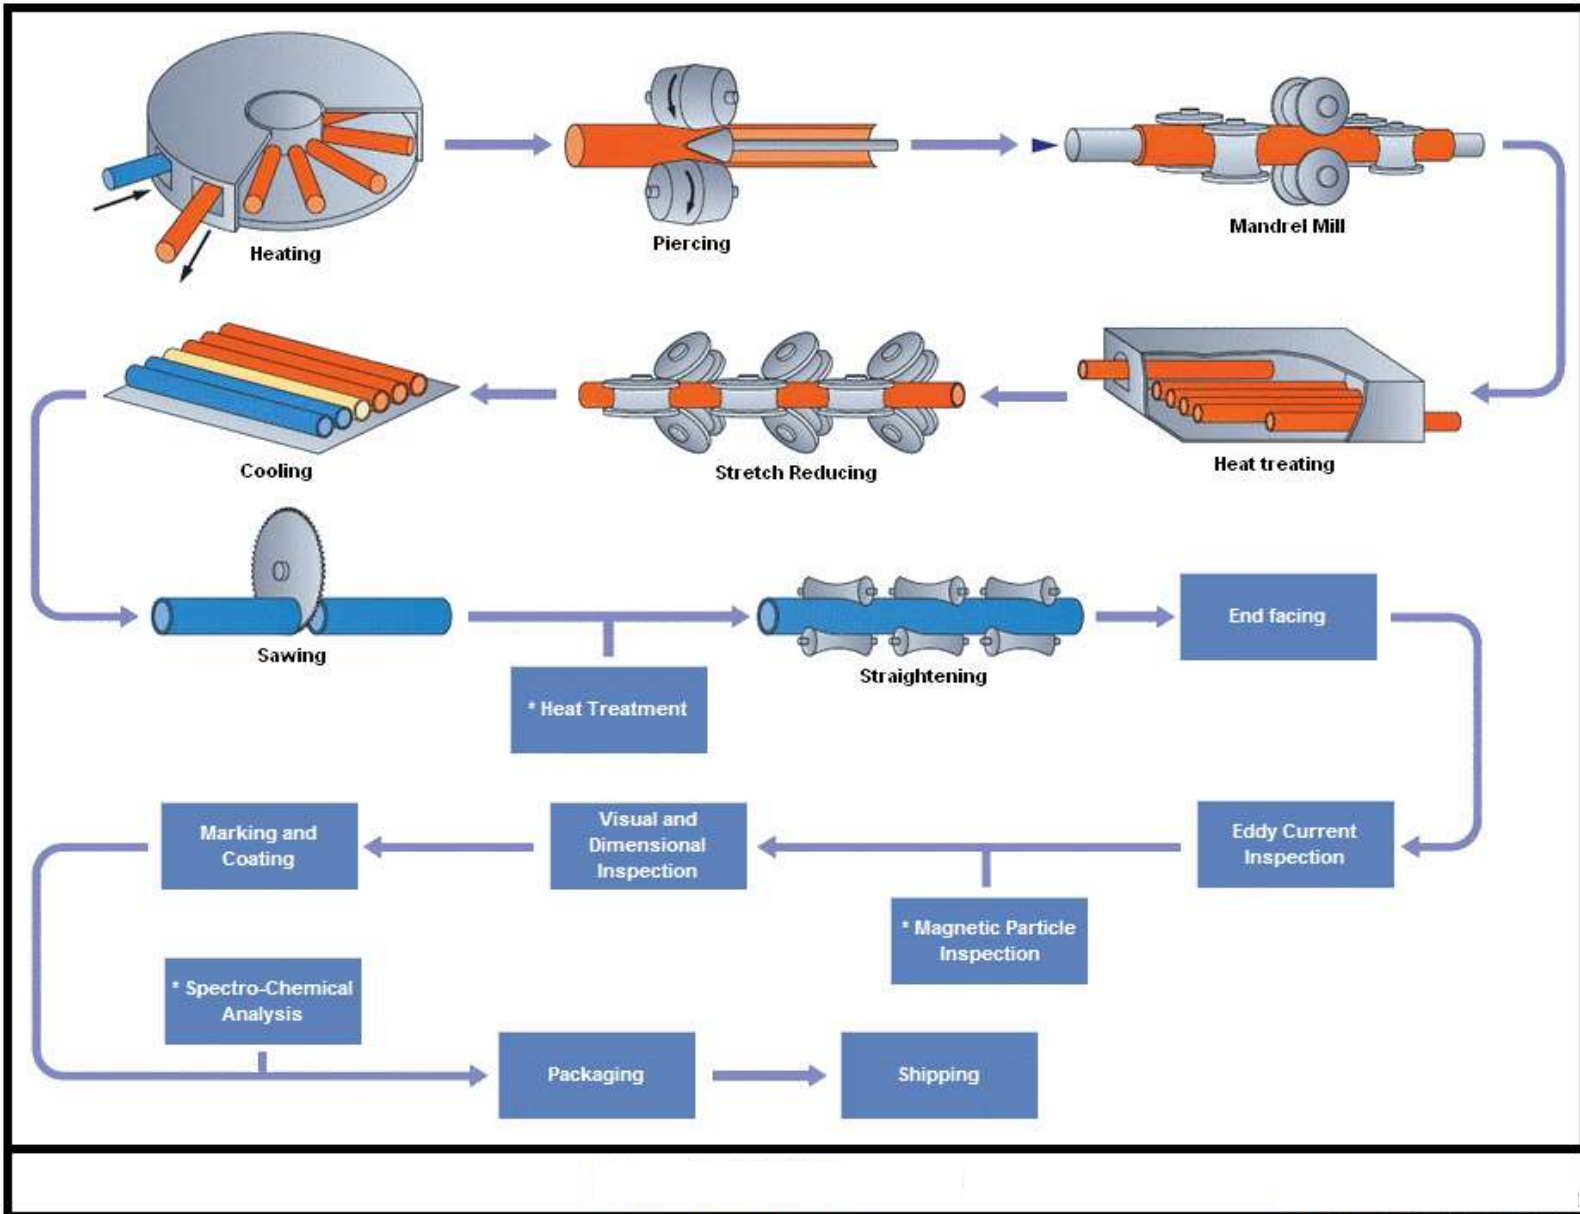 Heating
Piercing
Mandrel Mill
Cooling
Stretch Reducing
Heat treating
Sawing
* Heat Treatment
Straightening
End facing
Marking and
Coating
Visual and
Dimensional
Inspection
Eddy Current
Inspection
* Magnetic Particle
Inspection
* Spectro-Chemical
Analysis
Packaging
Shipping